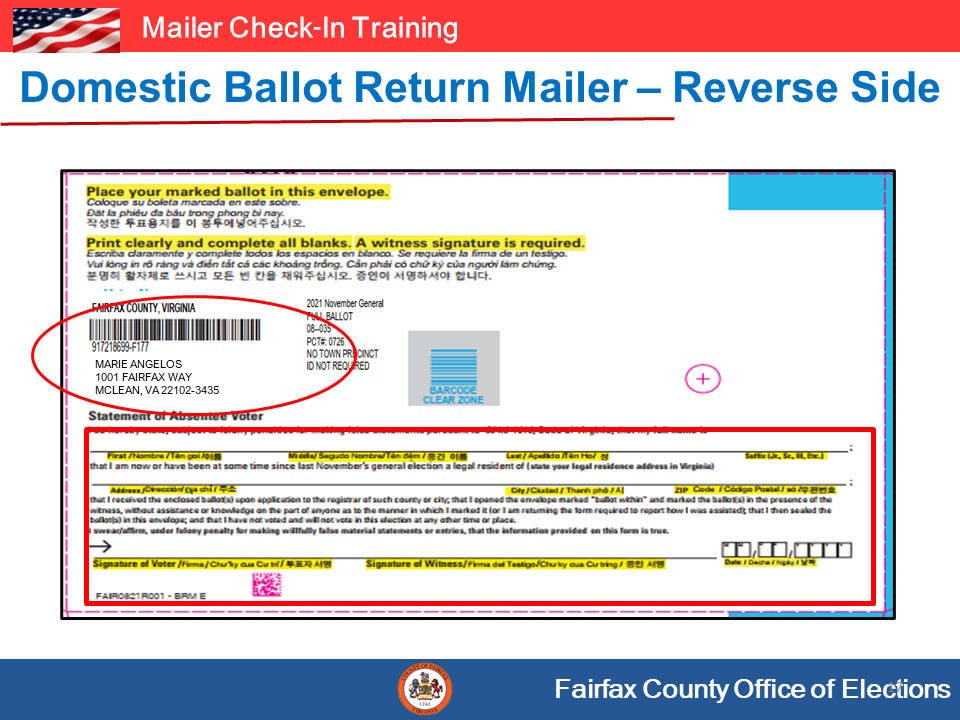 Mailer Check-In Training
Domestic Ballot Return Mailer – Reverse Side
Place your marked ballot in this envelope.
Coloque su boleta marcada en este sobre.
Đặt lá phiếu đã bầu trong phong bì này.
작성한 투표용지를 이 봉투에넣어주십시오.
Print clearly and complete all blanks. A witness signature is required.
Escriba claramente y complete todos los espacios en blanco. Se requiere la firma de un testigo.
Vui lòng in rõ ràng và điền tất cả các khoảng trống. Cần phải có chữ ký của người làm chứng.
분명히 활자체로 쓰시고 모든 빈 칸을 채워주십시오. 증인이 서명하셔야 합니다.
FAIRFAX COUNTY, VIRGINIA
917218699-F177
MARIE ANGELOS
1001 FAIRFAX WAY
MCLEAN, VA 22102-3435
2021 November General
FULL BALLOT
08--035
PCT#: 0726
NO TOWN PRECINCT
ID NOT REQUIRED
BARCODE
CLEAR ZONE
Statement of Absentee Voter
First /Nombre /Tên gọi /이름 Middle/ Segudo Nombre/Tên đệm / 중간 이름 Last / Apellido /Tên Họ/ 성 Suffix (Jr., Sr., III, Etc.)
that I am now or have been at some time since last November's general election a legal resident of (state your legal residence address in Virginia)
Address/Dirección/Địa chỉ / 주소 City /Ciudad / Thanh phô / 시 ZIP Code / Código Postal / số /우편번호
that I received the enclosed ballot(s) upon application to the registrar of such county or city; that I opened the envelope marked "ballot within" and marked the ballot(s) in the presence of the
witness, without assistance or knowledge on the part of anyone as to the manner in which I marked it (or I am returning the form required to report how I was assisted); that I then sealed the
ballot(s) in this envelope; and that I have not voted and will not vote in this election at any other time or place.
I swear/affirm, under felony penalty for making willfully false material statements or entries, that the information provided on this form is true.
Signature of Voter /Firma / Chư ky cua Cư tri / 투표자 서명 Signature of Witness/ Firma del Testigo/Chư ky cua Cư tring / 증인 서명 Date / Decha / Ngày / 날짜
FAIR0821R001 - BRM E
COUNTY OF FAIRFAX
1742
VIRGINIA
Fairfax County Office of Elections